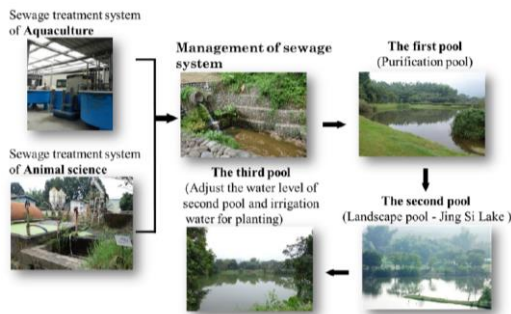 Sewage treatment system
of Aquaculture
Management of sewage
system
The first pool
(Purification pool)
Sewage treatment system
of Animal science
The third pool
(Adjust the water level of
second pool and irrigation
water for planting)
The second pool
(Landscape pool - Jing Si Lake )